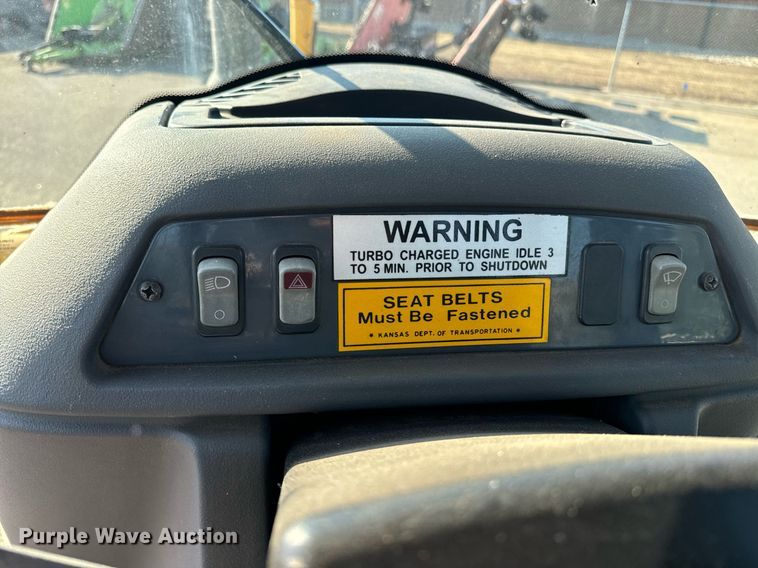 WARNING
TURBO CHARGED ENGINE IDLE 3
TO 5 MIN. PRIOR TO SHUTDOWN
SEAT BELTS
Must Be Fastened
* KANSAS DEPT. OF TRANSPORTATION *
Purple Wave Auction